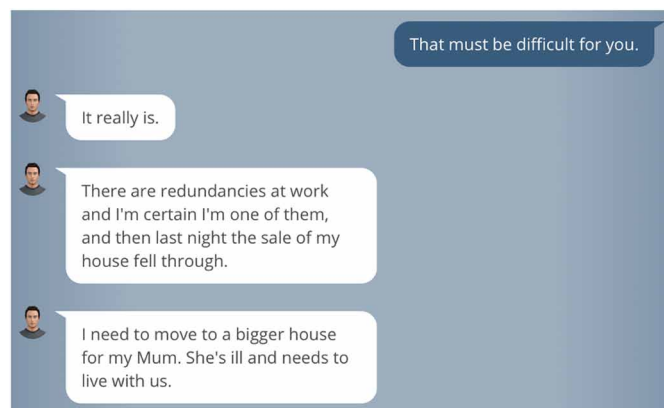 That must be difficult for you.
It really is.
There are redundancies at work
and I'm certain I'm one of them,
and then last night the sale of my
house fell through.
I need to move to a bigger house
for my Mum. She's ill and needs to
live with us.